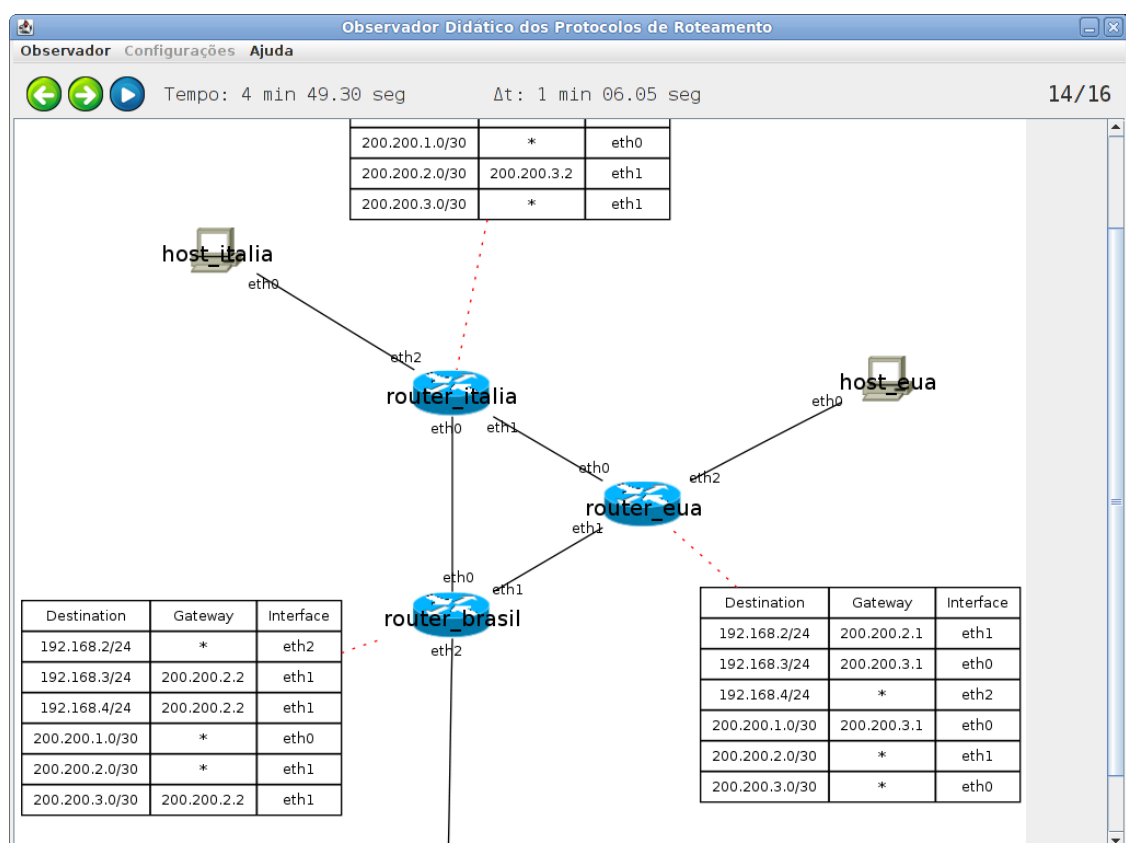 Observador Didático dos Protocolos de Roteamento
Observador Configurações Ajuda
Tempo: 4 min 49.30 seg Δt: 1 min 06.05 seg 14/16
200.200.1.0/30 * eth0
200.200.2.0/30 200.200.3.2 eth1
200.200.3.0/30 * eth1
host_italia
eth0
eth2
router_italia
eth0 eth1
host_eua
eth0
eth0
eth2
router_eua
eth1
eth0
eth1
router_brasil
eth2
Destination Gateway Interface
192.168.2/24 * eth2
192.168.3/24 200.200.2.2 eth1
192.168.4/24 200.200.2.2 eth1
200.200.1.0/30 * eth0
200.200.2.0/30 * eth1
200.200.3.0/30 200.200.2.2 eth1
Destination Gateway Interface
192.168.2/24 200.200.2.1 eth1
192.168.3/24 200.200.3.1 eth0
192.168.4/24 * eth2
200.200.1.0/30 200.200.3.1 eth0
200.200.2.0/30 * eth1
200.200.3.0/30 * eth0